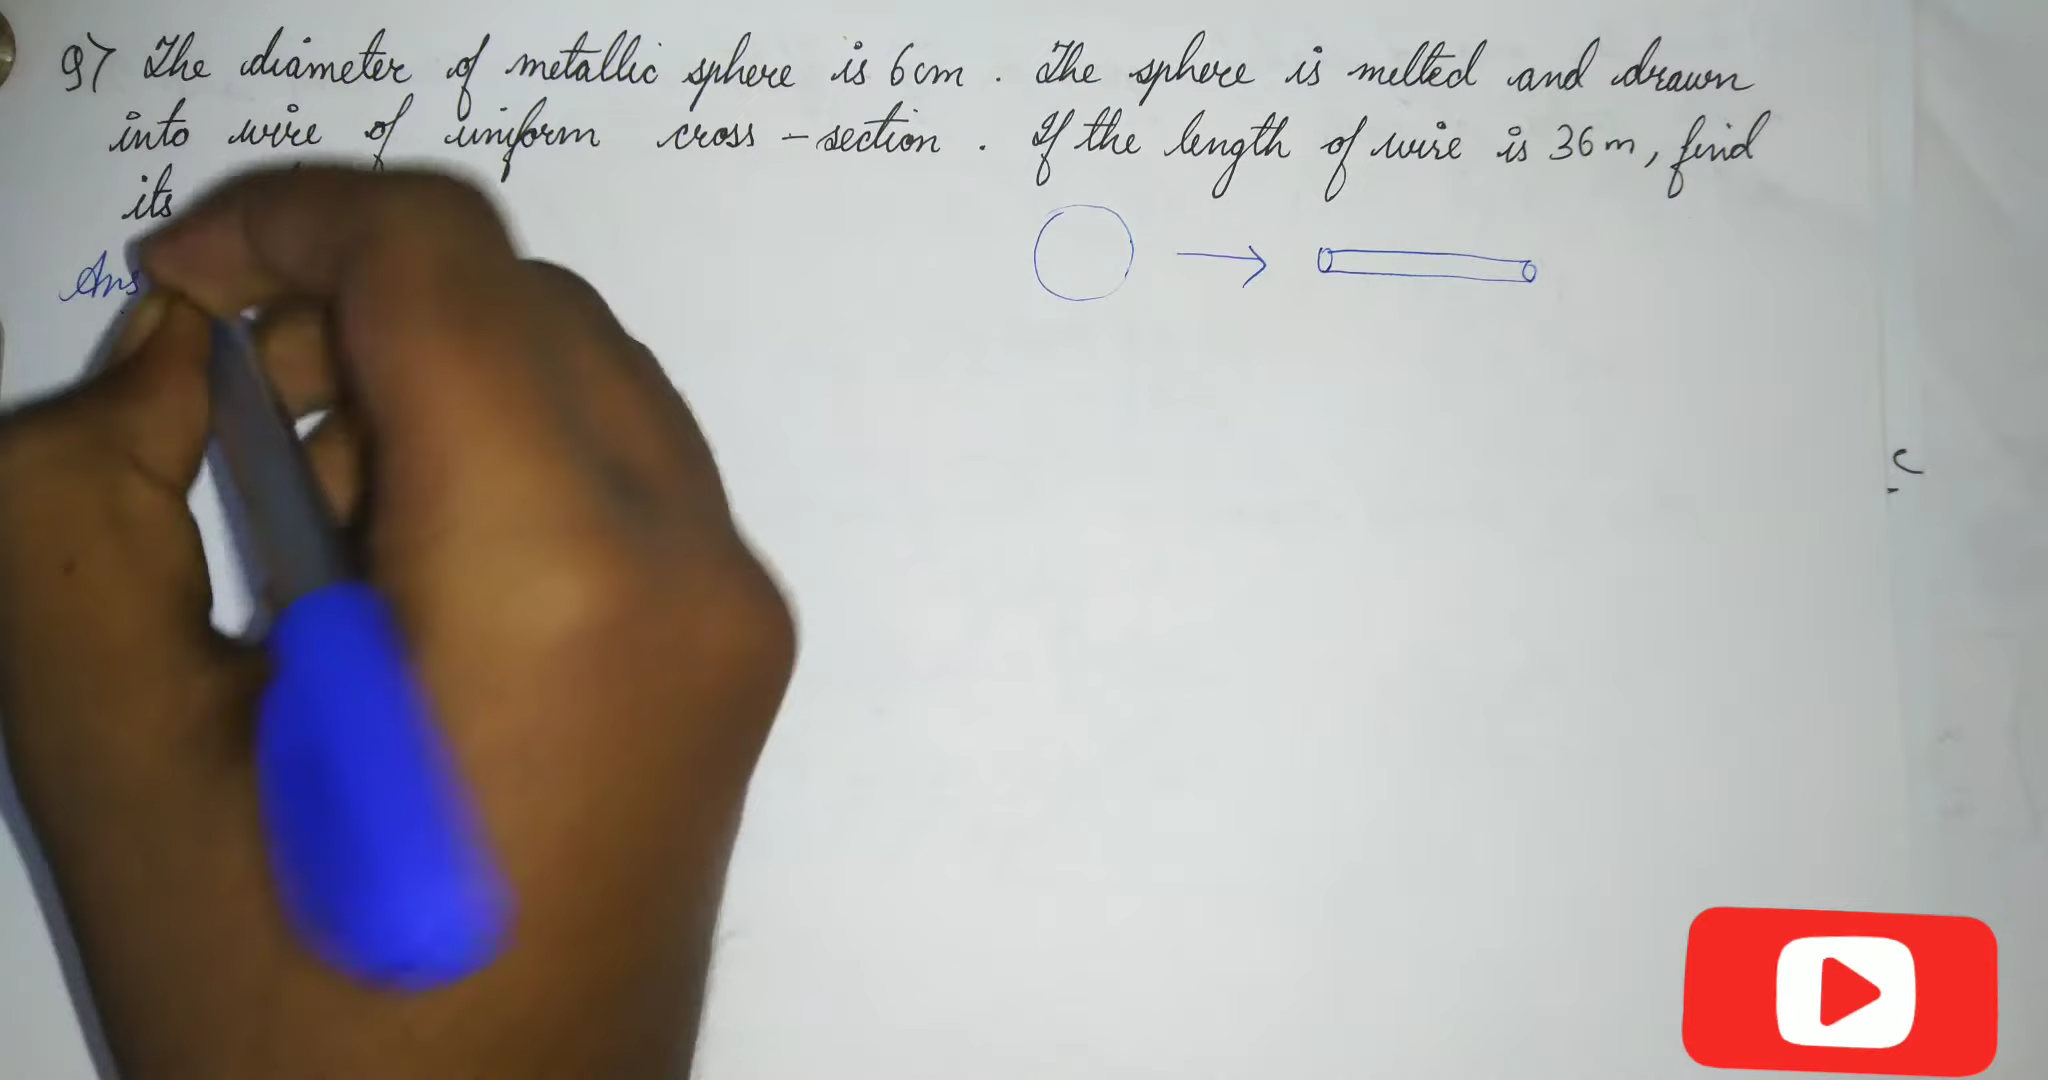 Q> The diameter of metallic sphere is 6cm. The sphere is melted and drawn
into wire of uniform cross-section. If the length of wire is 36m, find
its
Ans